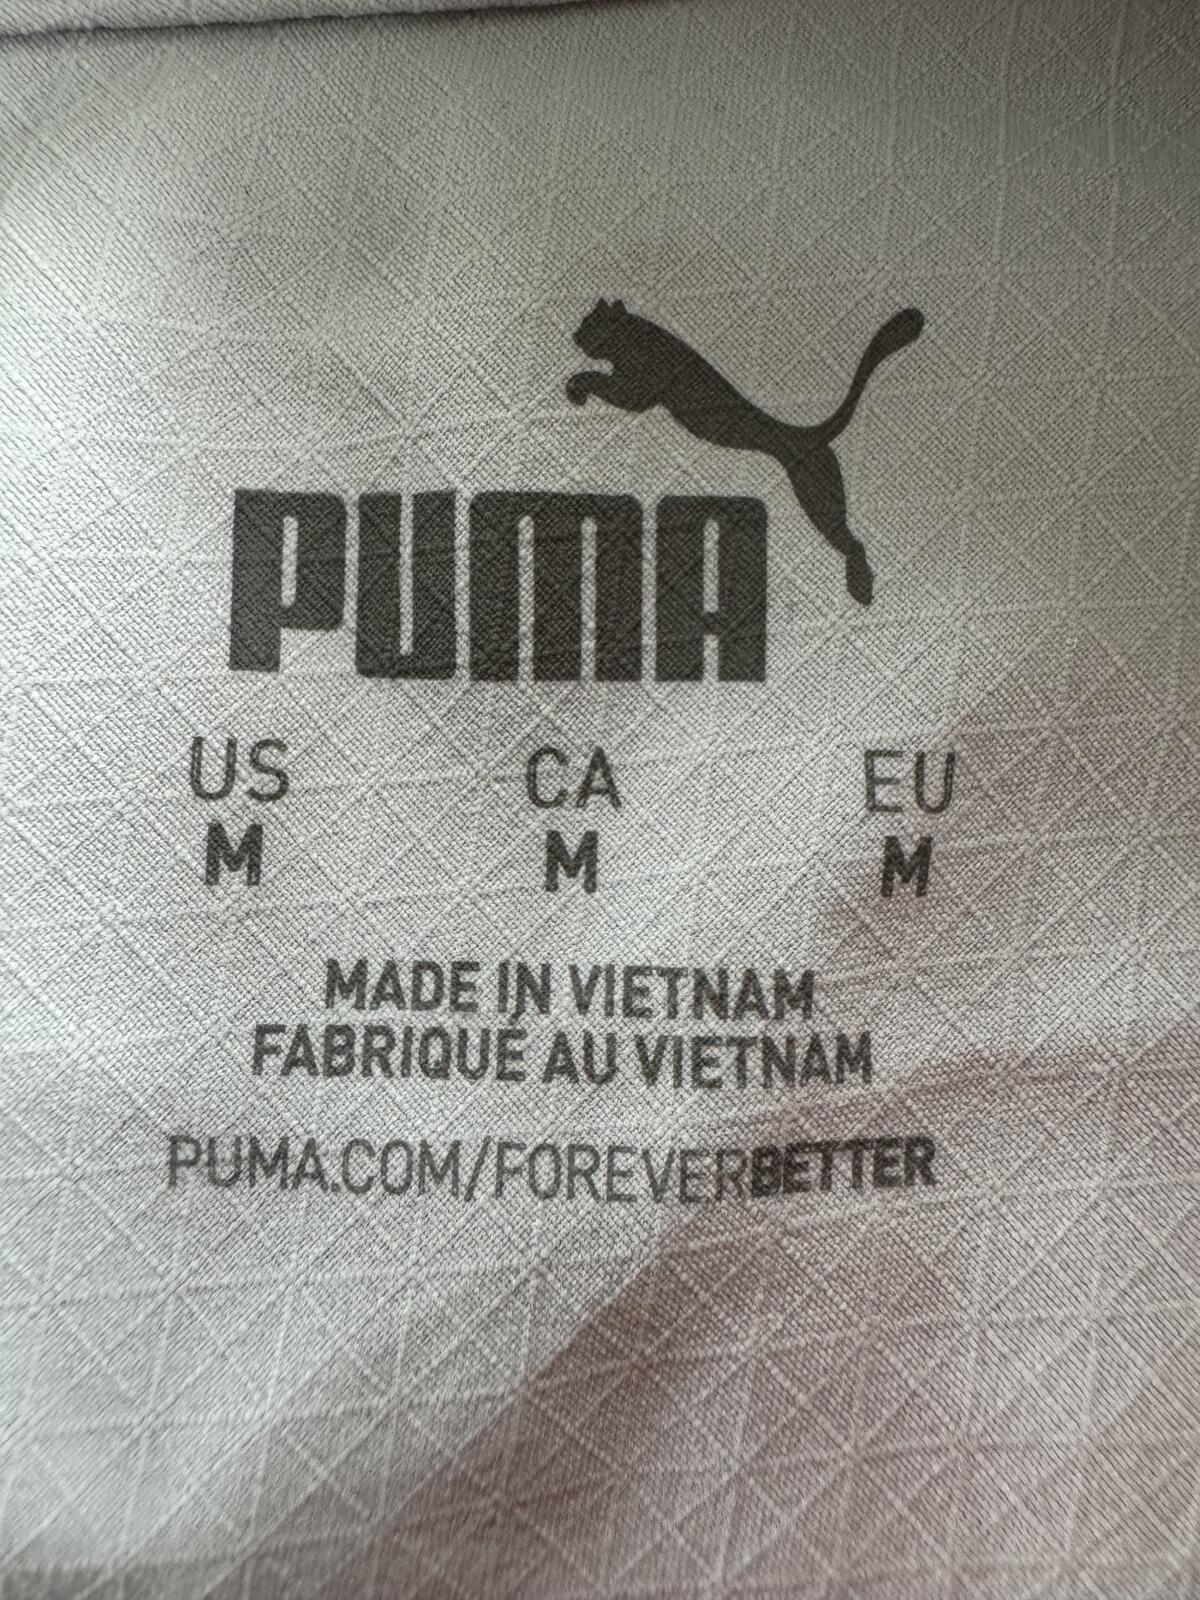 PUMA
US CA EU
M M M
MADE IN VIETNAM
FABRIQUÉ AU VIETNAM
PUMA.COM/FOREVERBETTER